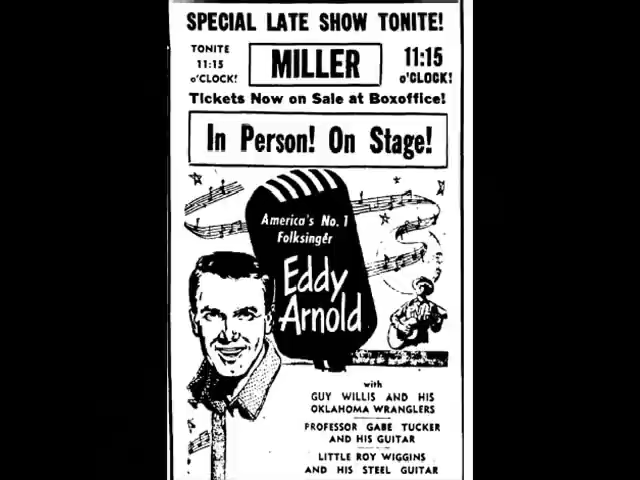 SPECIAL LATE SHOW TONITE!
TONITE
11:15
O'CLOCK!
MILLER
11:15
O'CLOCK!
Tickets Now on Sale at Boxoffice!
In Person! On Stage!
America's No. 1
Folksinger
Eddy
Arnold
with
GUY WILLIS AND HIS
OKLAHOMA WRANGLERS
PROFESSOR GABE TUCKER
AND HIS GUITAR
LITTLE ROY WIGGINS
AND HIS STEEL GUITAR